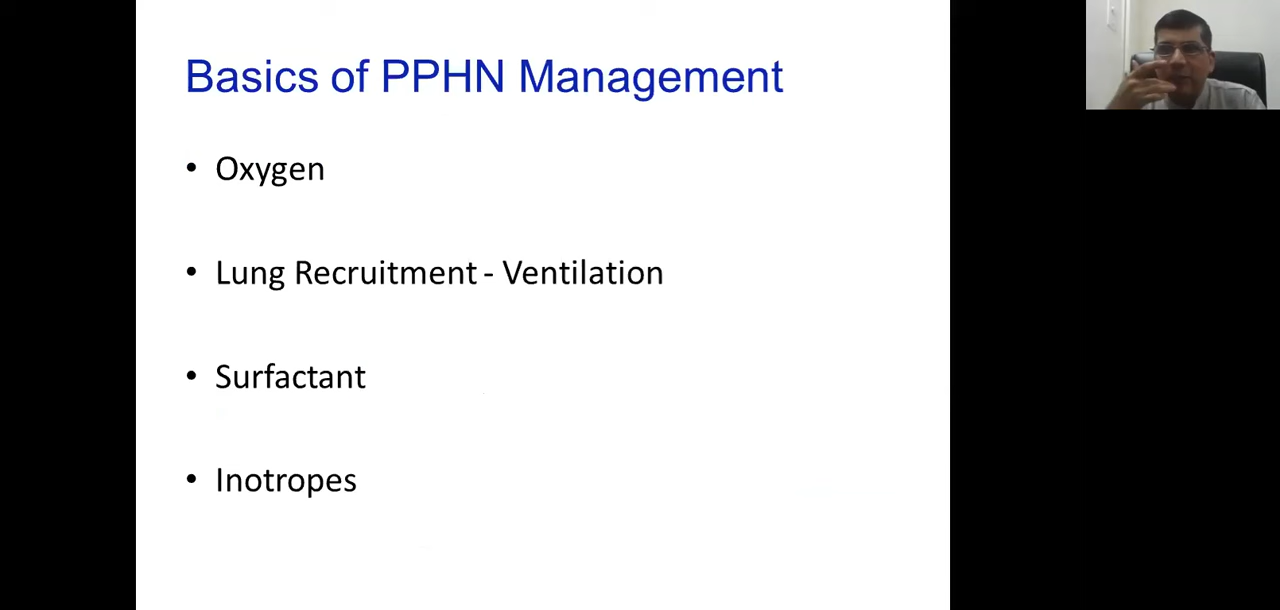 Basics of PPHN Management
• Oxygen
• Lung Recruitment - Ventilation
• Surfactant
• Inotropes